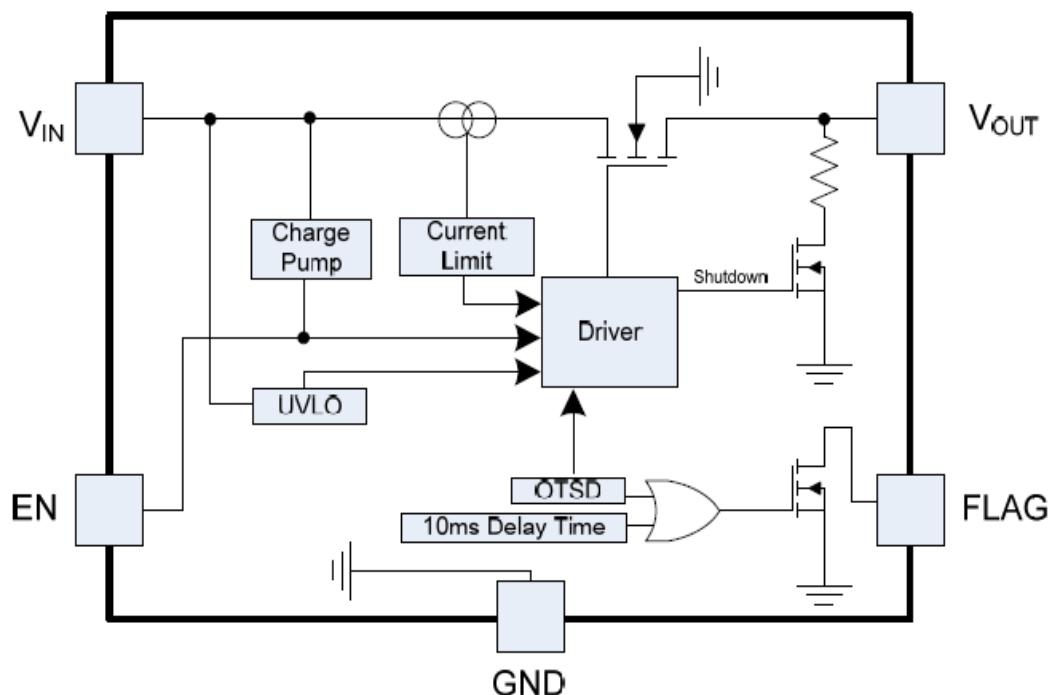 VIN
VOUT
Charge
Pump
Current
Limit
Shutdown
Driver
UVLO
EN
OTSD
FLAG
10ms Delay Time
GND